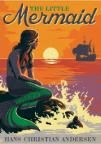 THE LITTLE
Mermaid
HANS CHRISTIAN ANDERSEN